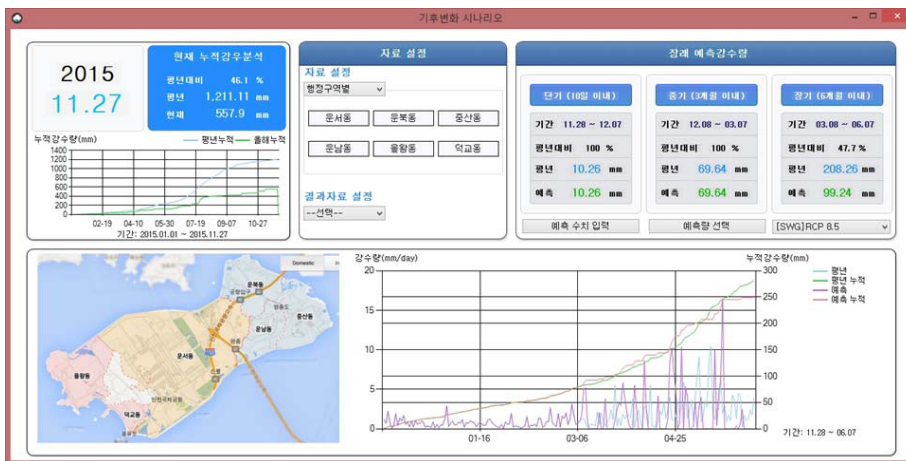 기후변화 시나리오
2015
11.27
현재 누적강우분석
평년대비 46.1 %
평년 1,211.11 mm
현재 557.9 mm
누적강수량(mm)
평년누적 올해누적
1400
1200
1000
800
600
400
200
0
02-19 04-10 05-30 07-19 09-07 10-27
기간: 2015.01.01 ~ 2015.11.27
자료 설정
자료 설정
행정구역별
운서동 운북동 중산동
운남동 을왕동 덕교동
결과자료 설정
--선택--
장래 예측강수량
단기 (10일 이내)
기간 11.28 ~ 12.07
평년대비 100 %
평년 10.26 mm
예측 10.26 mm
예측 수치 입력
중기 (3개월 이내)
기간 12.08 ~ 03.07
평년대비 100 %
평년 69.64 mm
예측 69.64 mm
예측량 선택
장기 (6개월 이내)
기간 03.08 ~ 06.07
평년대비 47.7 %
평년 208.26 mm
예측 99.24 mm
[SWG]RCP 8.5
Domestic
운북동
중산동
운남동
운서동
을왕동
덕교동
강수량(mm/day)
누적강수량(mm)
20
15
10
5
0
300
250
200
150
100
50
0
01-16 03-06 04-25
평년
평년 누적
예측
예측 누적
기간: 11.28 ~ 06.07